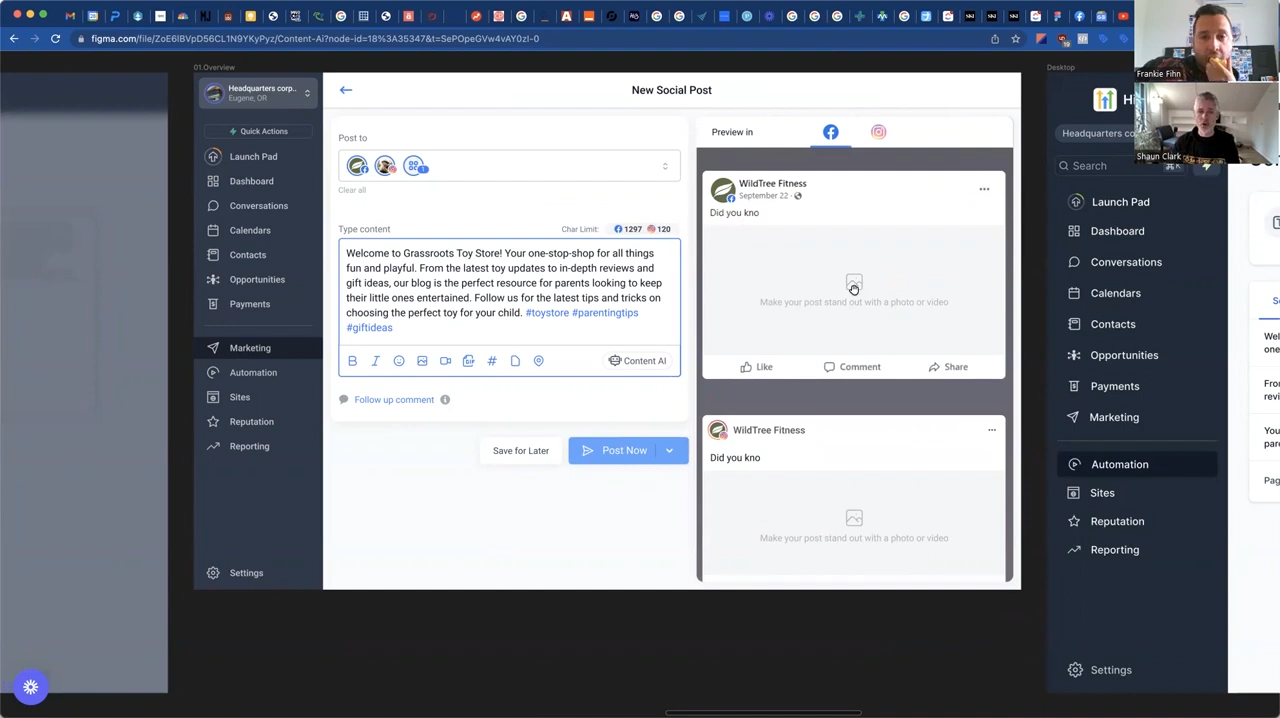 figma.com/file/ZoE6lBVpD56CL1N9YKyPyz/Content-Ai?node-id=18%3A35347&t=SePOpeGVw4vAY0zI-0
Frankie Fihn
Shaun Clark
01.Overview
Headquarters corp..
Eugene, OR
Quick Actions
Launch Pad
Dashboard
Conversations
Calendars
Contacts
Opportunities
Payments
Marketing
Automation
Sites
Reputation
Reporting
Settings
New Social Post
Post to
1
Clear all
Type content
Char Limit:
1297
120
Welcome to Grassroots Toy Store! Your one-stop-shop for all things
fun and playful. From the latest toy updates to in-depth reviews and
gift ideas, our blog is the perfect resource for parents looking to keep
their little ones entertained. Follow us for the latest tips and tricks on
choosing the perfect toy for your child. #toystore #parentingtips
#giftideas
B I GIF # Content AI
Follow up comment
Save for Later
Post Now
Preview in
WildTree Fitness
September 22
Did you kno
Make your post stand out with a photo or video
Like
Comment
Share
WildTree Fitness
Did you kno
Make your post stand out with a photo or video
Desktop
Headquarters co
Search
Launch Pad
Dashboard
Conversations
Calendars
Contacts
Opportunities
Payments
Marketing
Automation
Sites
Reputation
Reporting
Settings